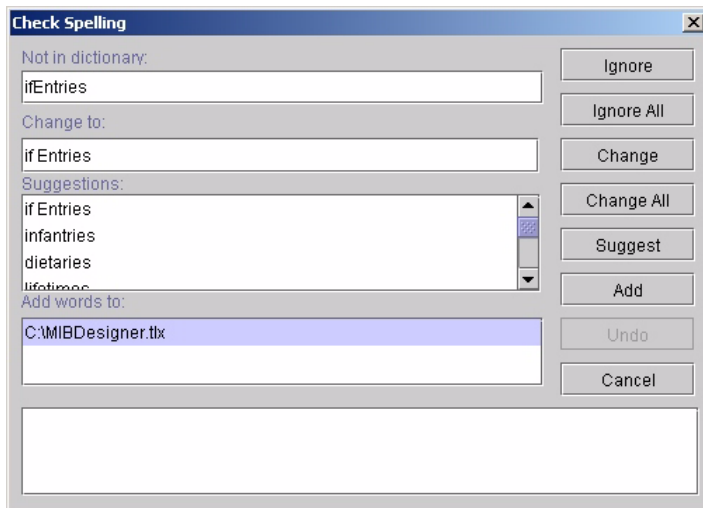 Check Spelling
Not in dictionary:
ifEntries
Change to:
if Entries
Suggestions:
if Entries
infantries
dietaries
lifetimes
Add words to:
C:\MIBDesigner.tlx
Ignore
Ignore All
Change
Change All
Suggest
Add
Undo
Cancel